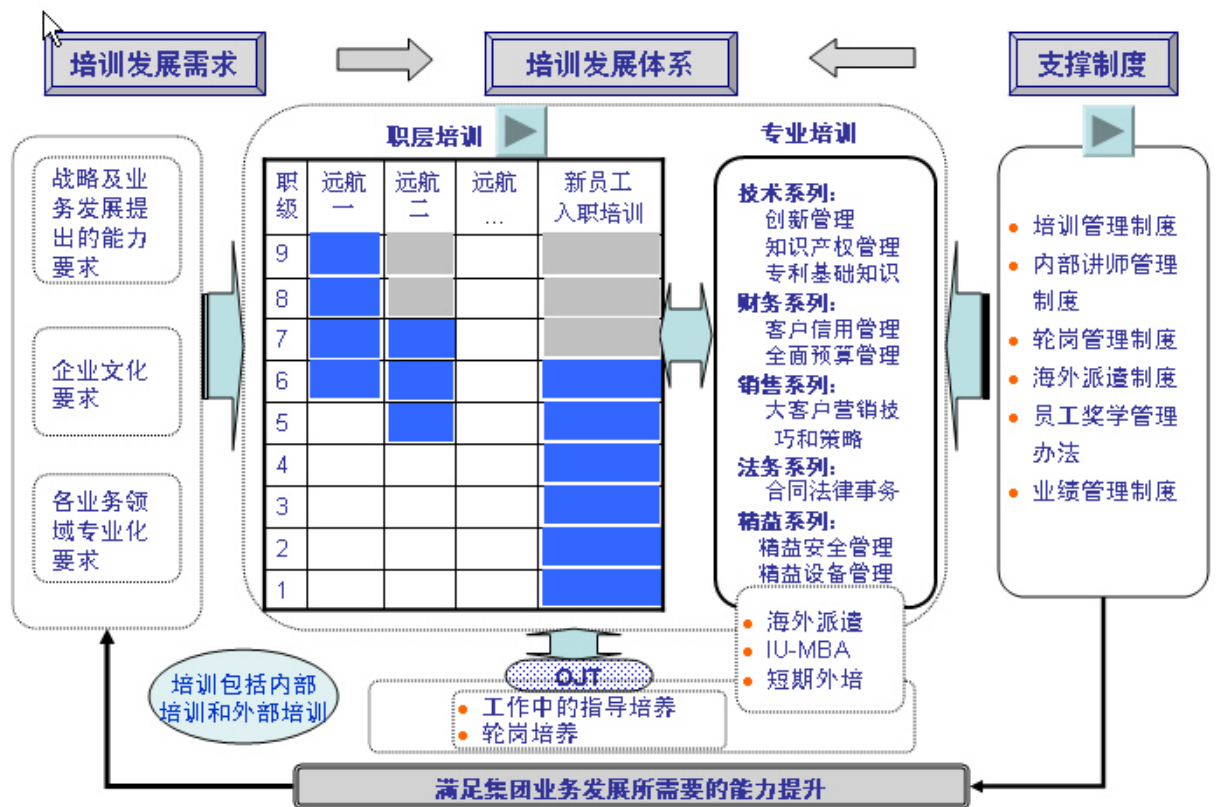 培训发展需求
培训发展体系
支撑制度
战略及业
务发展提
出的能力
要求
企业文化
要求
各业务领
域专业化
要求
职层培训
职
级
远航
一
远航
二
远航
...
新员工
入职培训
9
8
7
6
5
4
3
2
1
专业培训
技术系列:
创新管理
知识产权管理
专利基础知识
财务系列:
客户信用管理
全面预算管理
销售系列:
大客户营销技
巧和策略
法务系列:
合同法律事务
精益系列:
精益安全管理
精益设备管理
海外派遣
IU-MBA
短期外培
培训管理制度
内部讲师管理
制度
轮岗管理制度
海外派遣制度
员工奖学管理
办法
业绩管理制度
OJT
工作中的指导培养
轮岗培养
培训包括内部
培训和外部培训
满足集团业务发展所需要的能力提升